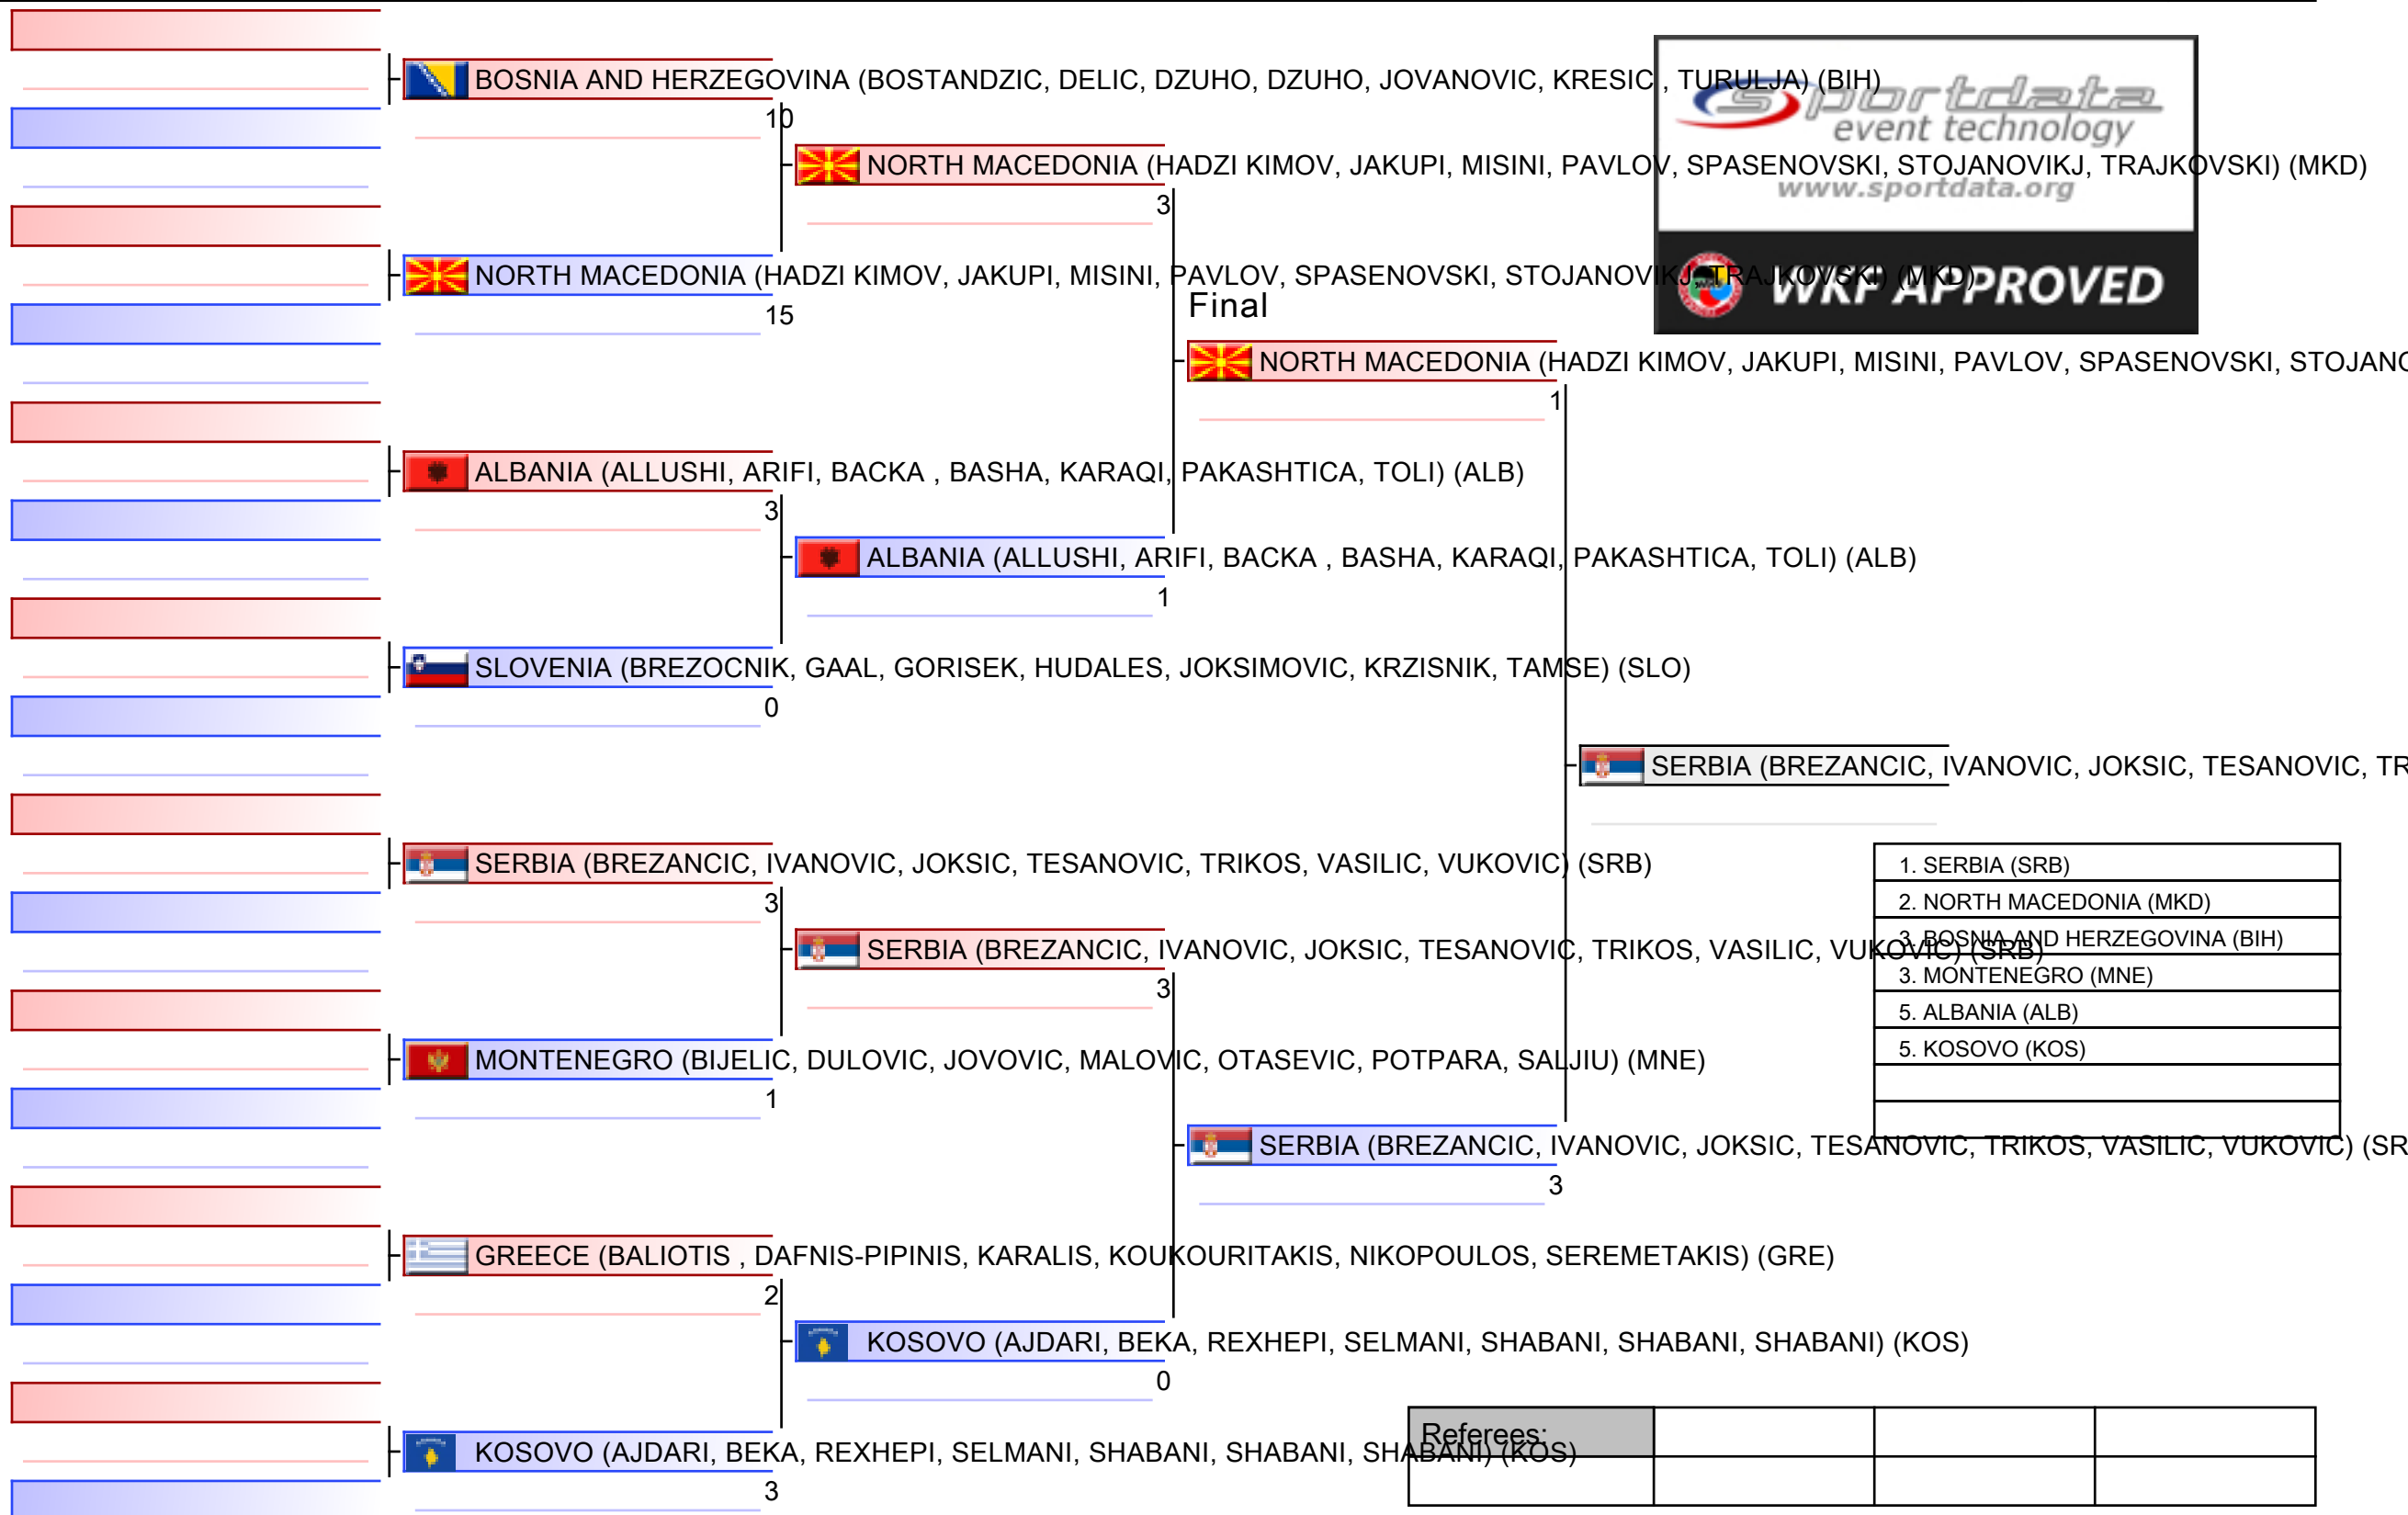 BOSNIA AND HERZEGOVINA (BOSTANDZIC, DELIC, DZUHO, DZUHO, JOVANOVIC, KRESIC , TURULJA) (BIH)
10
sportdata
event technology
www.sportdata.org
WKF APPROVED
NORTH MACEDONIA (HADZI KIMOV, JAKUPI, MISINI, PAVLOV, SPASENOVSKI, STOJANOVIKJ, TRAJKOVSKI) (MKD)
3
NORTH MACEDONIA (HADZI KIMOV, JAKUPI, MISINI, PAVLOV, SPASENOVSKI, STOJANOVIKJ, TRAJKOVSKI) (MKD)
15
Final
NORTH MACEDONIA (HADZI KIMOV, JAKUPI, MISINI, PAVLOV, SPASENOVSKI, STOJANO
1
ALBANIA (ALLUSHI, ARIFI, BACKA , BASHA, KARAQI, PAKASHTICA, TOLI) (ALB)
3
ALBANIA (ALLUSHI, ARIFI, BACKA , BASHA, KARAQI, PAKASHTICA, TOLI) (ALB)
1
SLOVENIA (BREZOCNIK, GAAL, GORISEK, HUDALES, JOKSIMOVIC, KRZISNIK, TAMSE) (SLO)
0
SERBIA (BREZANCIC, IVANOVIC, JOKSIC, TESANOVIC, TR
SERBIA (BREZANCIC, IVANOVIC, JOKSIC, TESANOVIC, TRIKOS, VASILIC, VUKOVIC) (SRB)
3
SERBIA (BREZANCIC, IVANOVIC, JOKSIC, TESANOVIC, TRIKOS, VASILIC, VUKOVIC) (SRB)
3
1. SERBIA (SRB)
2. NORTH MACEDONIA (MKD)
3. BOSNIA AND HERZEGOVINA (BIH)
3. MONTENEGRO (MNE)
5. ALBANIA (ALB)
5. KOSOVO (KOS)
MONTENEGRO (BIJELIC, DULOVIC, JOVOVIC, MALOVIC, OTASEVIC, POTPARA, SALJIU) (MNE)
1
SERBIA (BREZANCIC, IVANOVIC, JOKSIC, TESANOVIC, TRIKOS, VASILIC, VUKOVIC) (SR
3
GREECE (BALIOTIS , DAFNIS-PIPINIS, KARALIS, KOUKOURITAKIS, NIKOPOULOS, SEREMETAKIS) (GRE)
2
KOSOVO (AJDARI, BEKA, REXHEPI, SELMANI, SHABANI, SHABANI, SHABANI) (KOS)
0
KOSOVO (AJDARI, BEKA, REXHEPI, SELMANI, SHABANI, SHABANI, SHABANI) (KOS)
3
Referees: